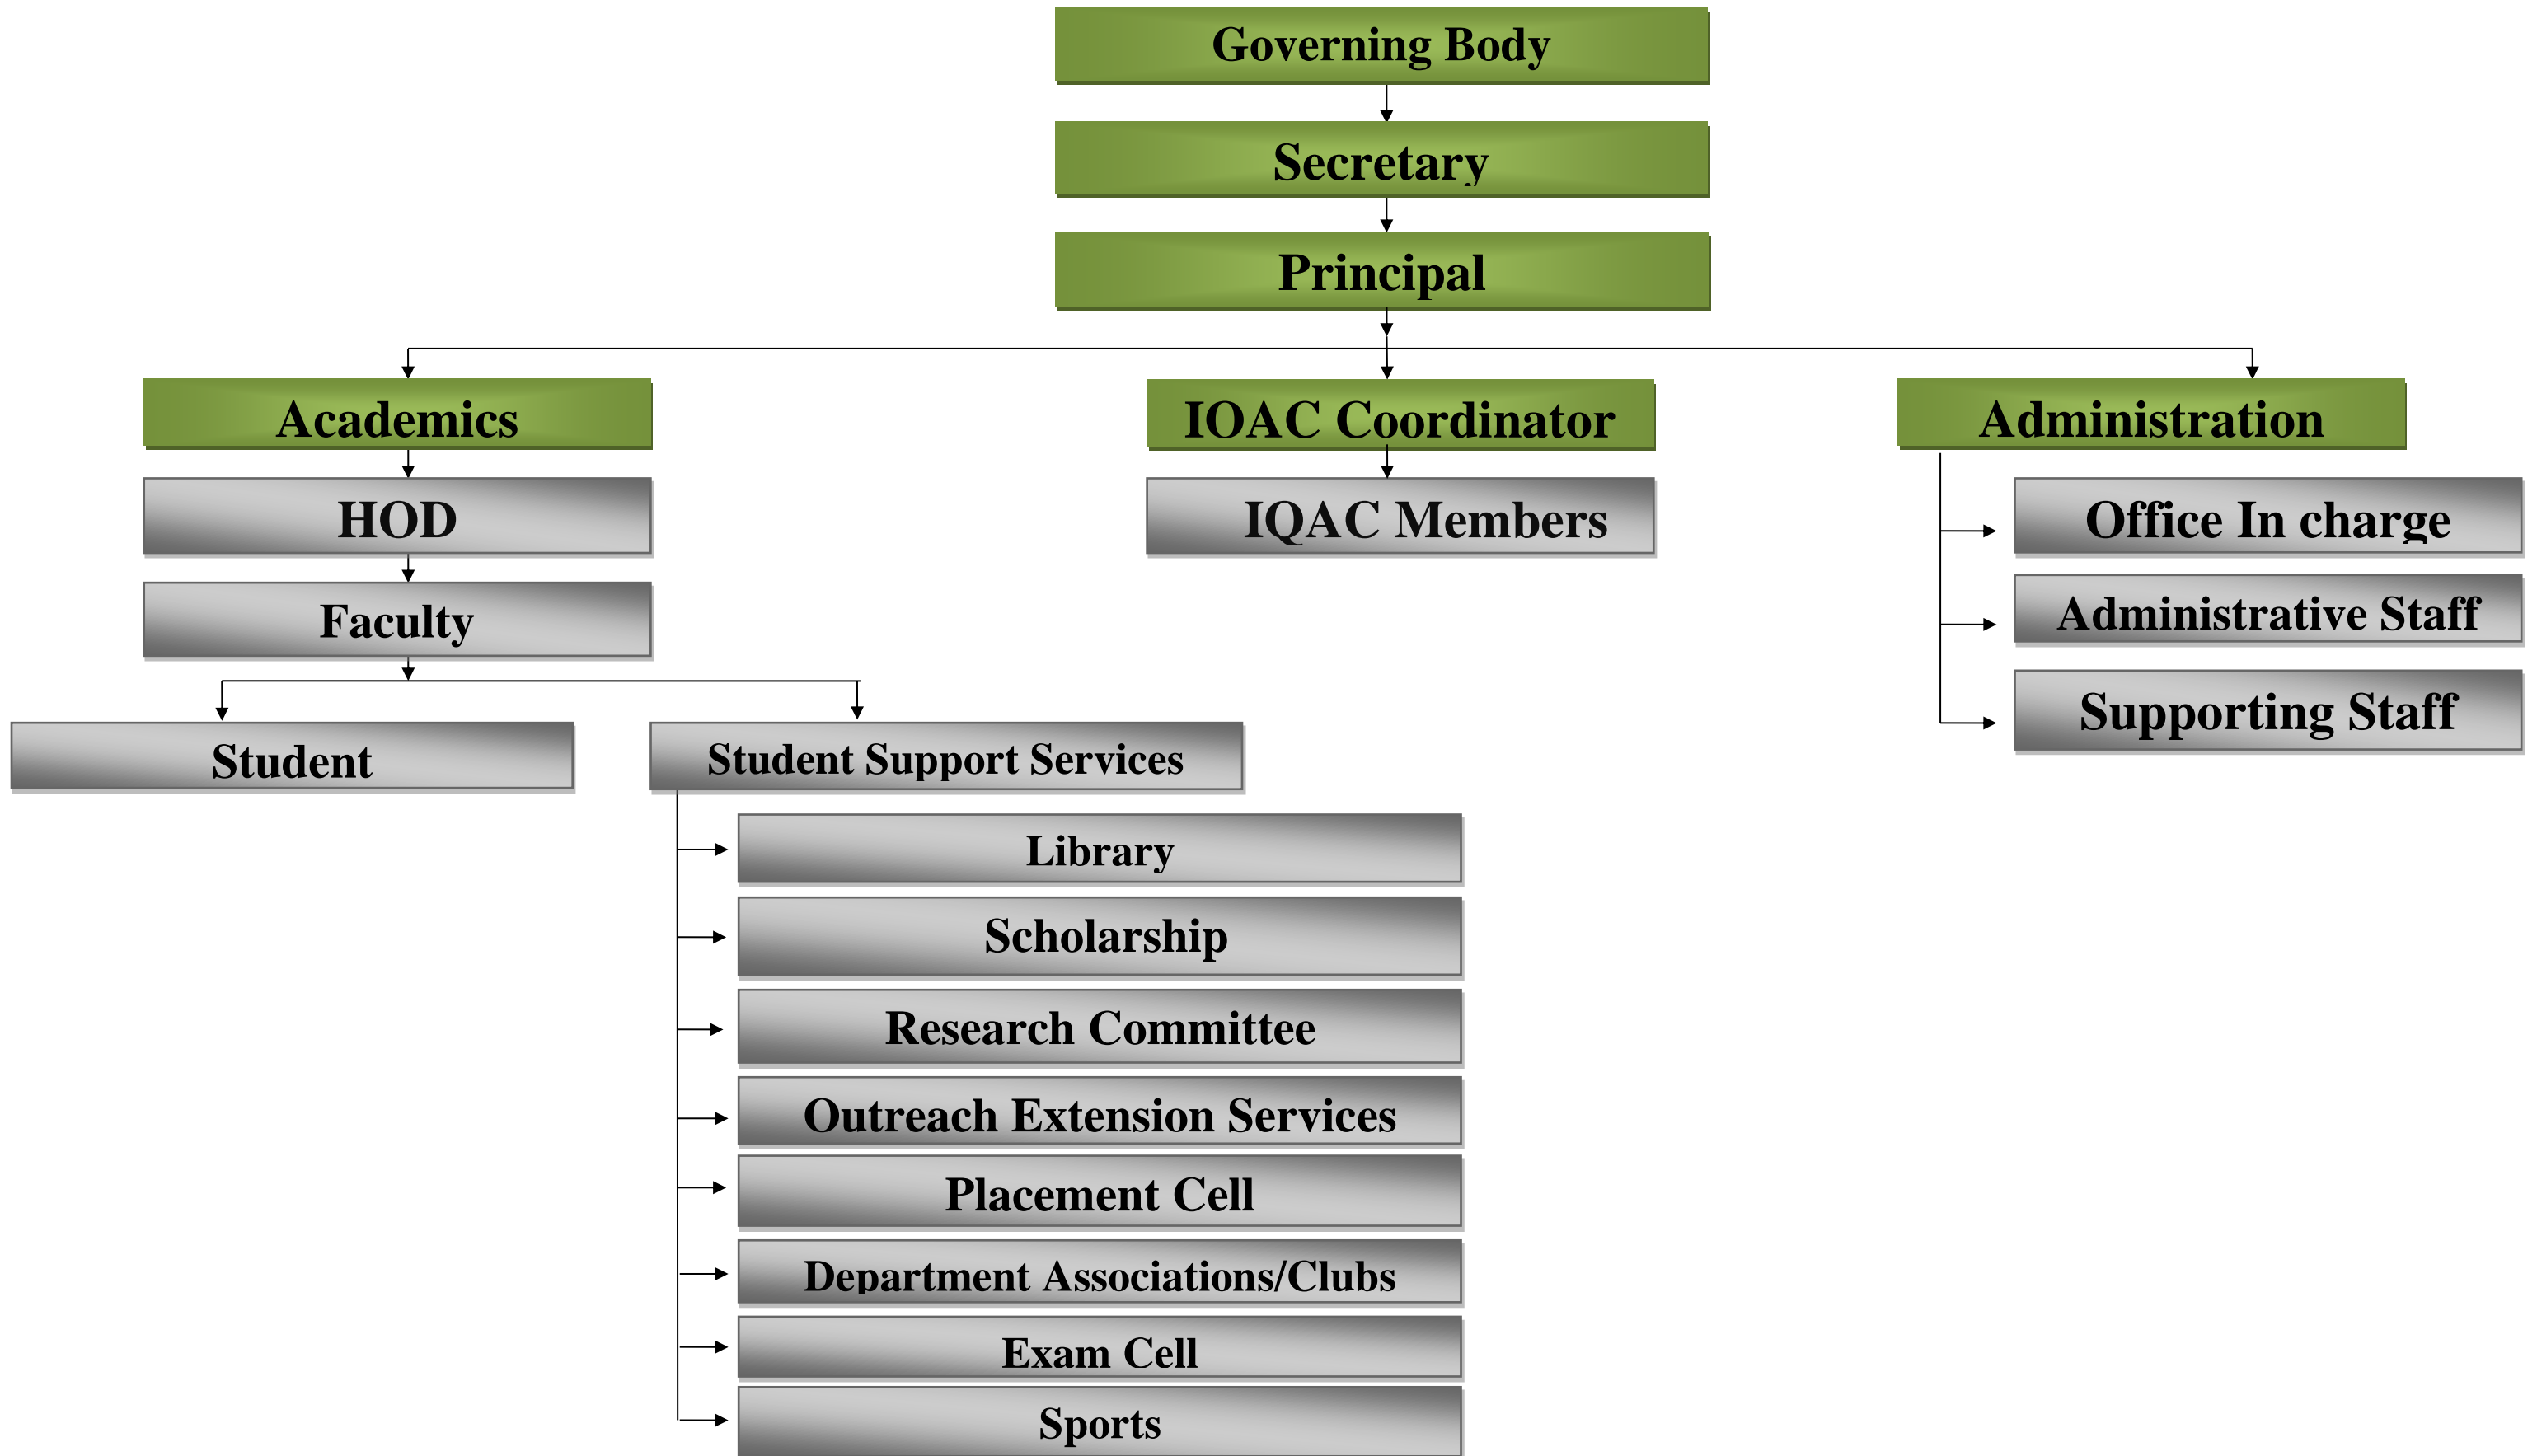 Governing Body
Secretary
Principal
Academics
IQAC Coordinator
Administration
HOD
IQAC Members
Office In charge
Faculty
Administrative Staff
Supporting Staff
Student
Student Support Services
Library
Scholarship
Research Committee
Outreach Extension Services
Placement Cell
Department Associations/Clubs
Exam Cell
Sports